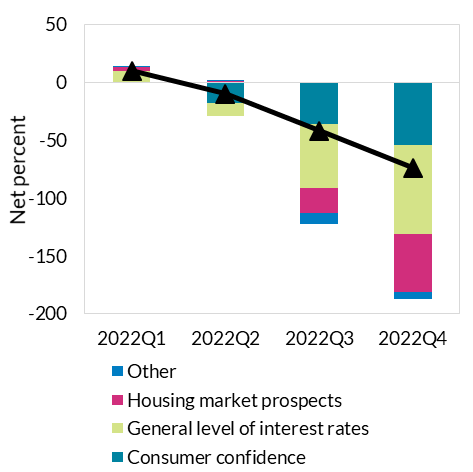 50
0
-50
-100
-150
-200
Net percent
2022Q1 2022Q2 2022Q3 2022Q4
Other
Housing market prospects
General level of interest rates
Consumer confidence